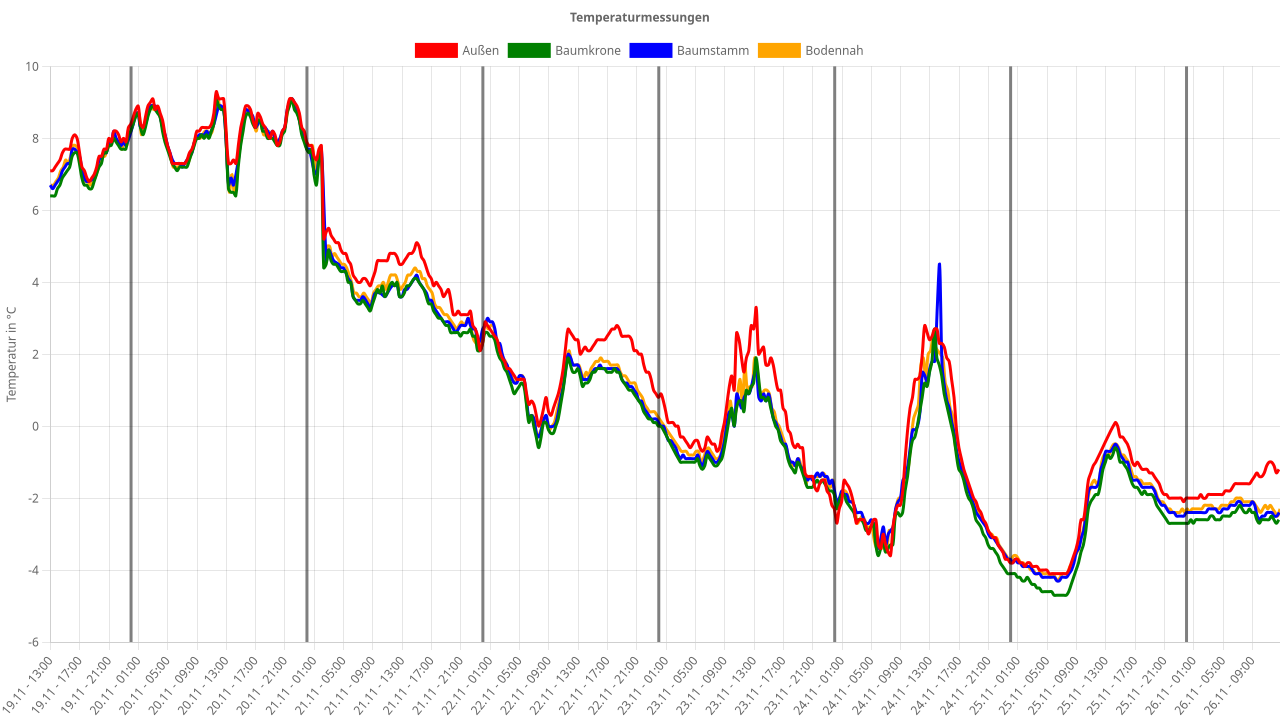 Temperaturmessungen
Außen Baumkrone Baumstamm Bodennah
Temperatur in °C
10
8
6
4
2
0
-2
-4
-6
19.11 - 13:00
19.11 - 17:00
19.11 - 21:00
20.11 - 01:00
20.11 - 05:00
20.11 - 09:00
20.11 - 13:00
20.11 - 17:00
20.11 - 21:00
21.11 - 01:00
21.11 - 05:00
21.11 - 09:00
21.11 - 13:00
21.11 - 17:00
21.11 - 21:00
22.11 - 01:00
22.11 - 05:00
22.11 - 09:00
22.11 - 13:00
22.11 - 17:00
22.11 - 21:00
23.11 - 01:00
23.11 - 05:00
23.11 - 09:00
23.11 - 13:00
23.11 - 17:00
23.11 - 21:00
24.11 - 01:00
24.11 - 05:00
24.11 - 09:00
24.11 - 13:00
24.11 - 17:00
24.11 - 21:00
25.11 - 01:00
25.11 - 05:00
25.11 - 09:00
25.11 - 13:00
25.11 - 17:00
25.11 - 21:00
26.11 - 01:00
26.11 - 05:00
26.11 - 09:00